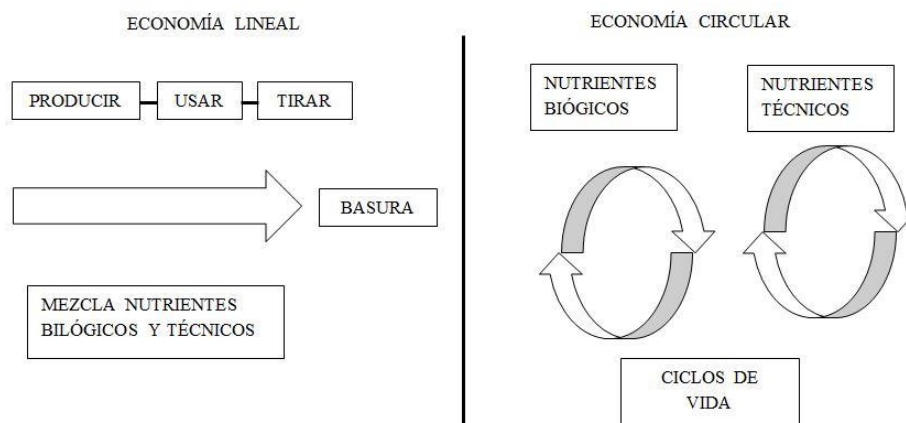 ECONOMÍA LINEAL
PRODUCIR
USAR
TIRAR
BASURA
MEZCLA NUTRIENTES
BILÓGICOS Y TÉCNICOS
ECONOMÍA CIRCULAR
NUTRIENTES
BIÓGICOS
NUTRIENTES
TÉCNICOS
CICLOS DE
VIDA